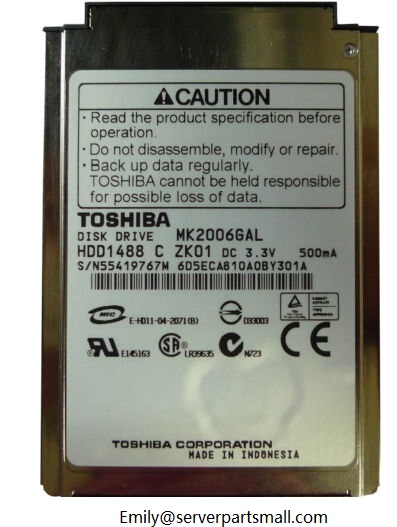 CAUTION
· Read the product specification before
operation.
· Do not disassemble, modify or repair.
· Back up data regularly.
TOSHIBA cannot be held responsible
for possible loss of data.
TOSHIBA
DISK DRIVE MK2006GAL
HDD1488 C ZK01 DC 3.3V 500mA
S/N55419767W 6D5ECA810A0BY301A
MIC E-HD11-04-2071(B) D33003
E145163 LR39635 N723
TOSHIBA CORPORATION
MADE IN INDONESIA
Emily@serverpartsmall.com